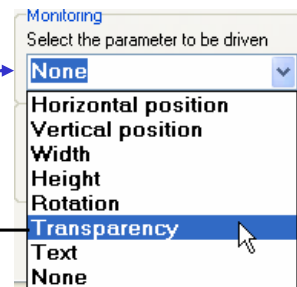 Monitoring
Select the parameter to be driven
None
Horizontal position
Vertical position
Width
Height
Rotation
Transparency
Text
None